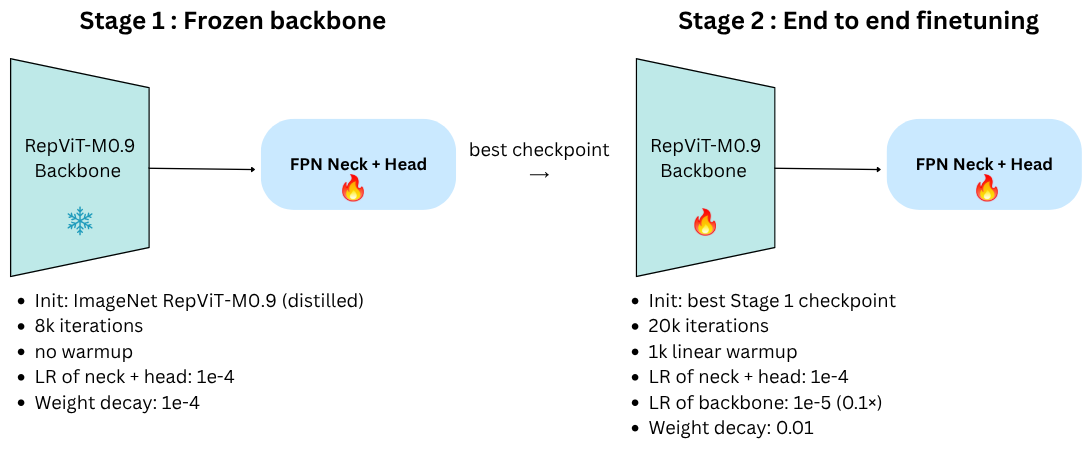 Stage 1 : Frozen backbone
RepViT-M0.9
Backbone
FPN Neck + Head
best checkpoint
→
• Init: ImageNet RepViT-M0.9 (distilled)
• 8k iterations
• no warmup
• LR of neck + head: 1e-4
• Weight decay: 1e-4
Stage 2 : End to end finetuning
RepViT-M0.9
Backbone
FPN Neck + Head
• Init: best Stage 1 checkpoint
• 20k iterations
• 1k linear warmup
• LR of neck + head: 1e-4
• LR of backbone: 1e-5 (0.1×)
• Weight decay: 0.01